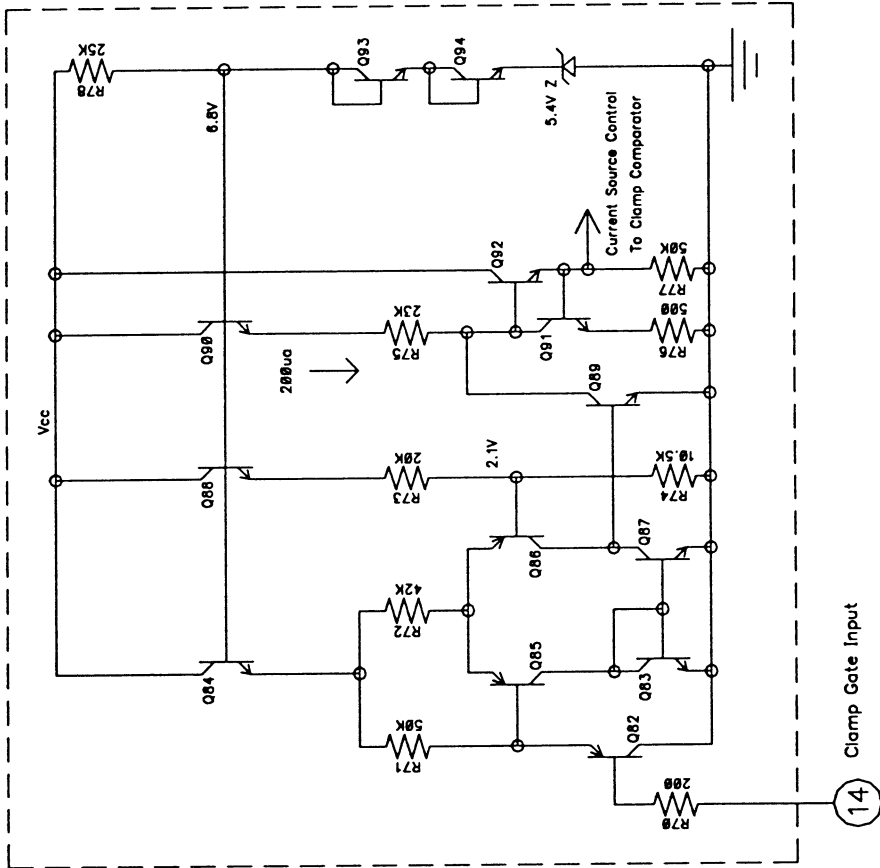 Vcc
R78
25K
6.8V
Q93
Q94
5.4V Z
Q90
Q92
R75
23K
200ua
Q91
Current Source Control
To Clamp Comparator
R77
50K
R76
500
Q89
Q88
R73
20K
2.1V
R74
10.5K
Q84
R72
42K
Q86
Q87
R71
50K
Q85
Q83
Q82
R70
200
14
Clamp Gate Input